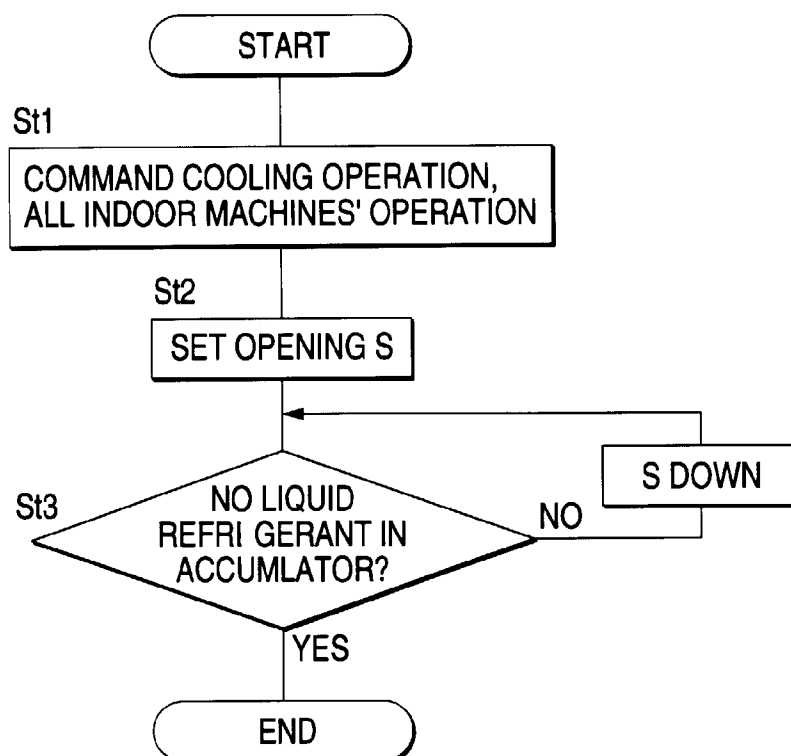 START
St1
COMMAND COOLING OPERATION,
ALL INDOOR MACHINES' OPERATION
St2
SET OPENING S
S DOWN
St3
NO LIQUID
REFRI GERANT IN
ACCUMLATOR?
NO
YES
END